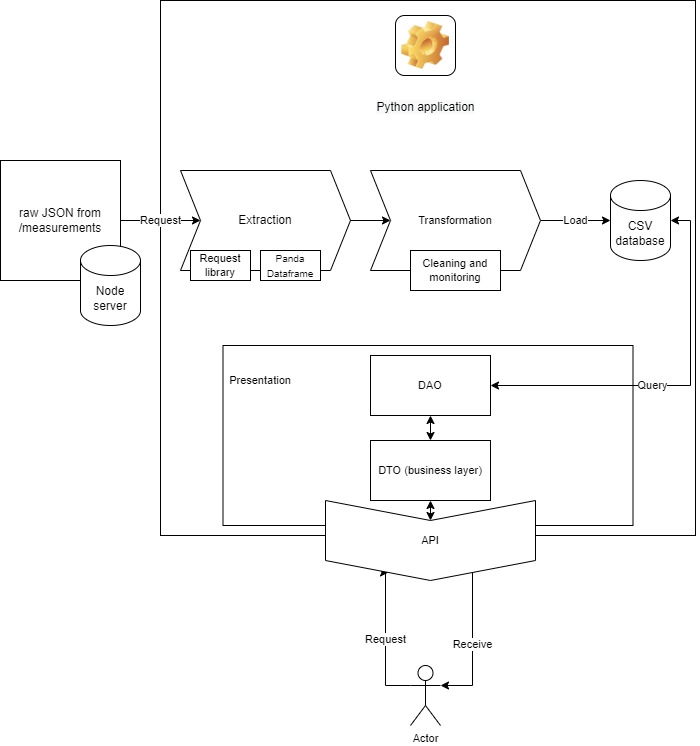 Python application
raw JSON from
/measurements
Request
Extraction
Transformation
Load
CSV
database
Request
library
Panda
Dataframe
Cleaning and
monitoring
Node
server
Presentation
DAO
Query
DTO (business layer)
API
Request
Receive
Actor